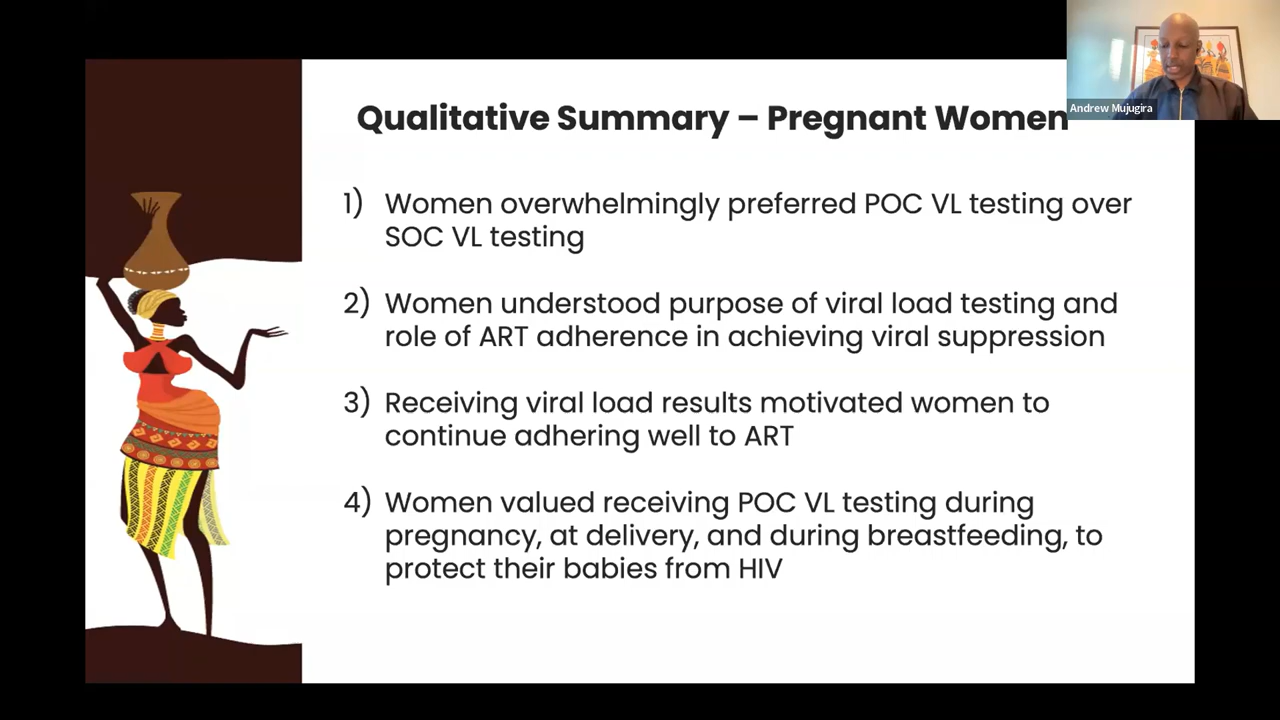 Qualitative Summary – Pregnant Women
Andrew Mujugira
1) Women overwhelmingly preferred POC VL testing over
SOC VL testing
2) Women understood purpose of viral load testing and
role of ART adherence in achieving viral suppression
3) Receiving viral load results motivated women to
continue adhering well to ART
4) Women valued receiving POC VL testing during
pregnancy, at delivery, and during breastfeeding, to
protect their babies from HIV